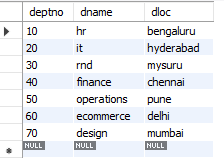 deptno dname dloc
10 hr bengaluru
20 it hyderabad
30 rnd mysuru
40 finance chennai
50 operations pune
60 ecommerce delhi
70 design mumbai
NULL NULL NULL